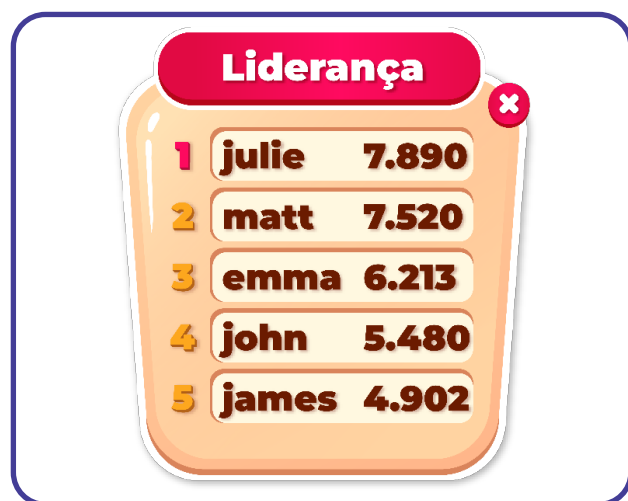 Liderança
1 julie 7.890
2 matt 7.520
3 emma 6.213
4 john 5.480
5 james 4.902